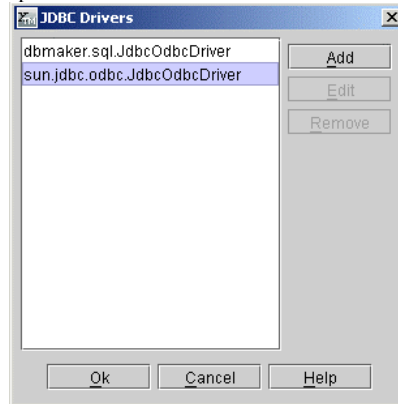 JDBC Drivers
dbmaker.sql.JdbcOdbcDriver
sun.jdbc.odbc.JdbcOdbcDriver
Add
Edit
Remove
Ok
Cancel
Help